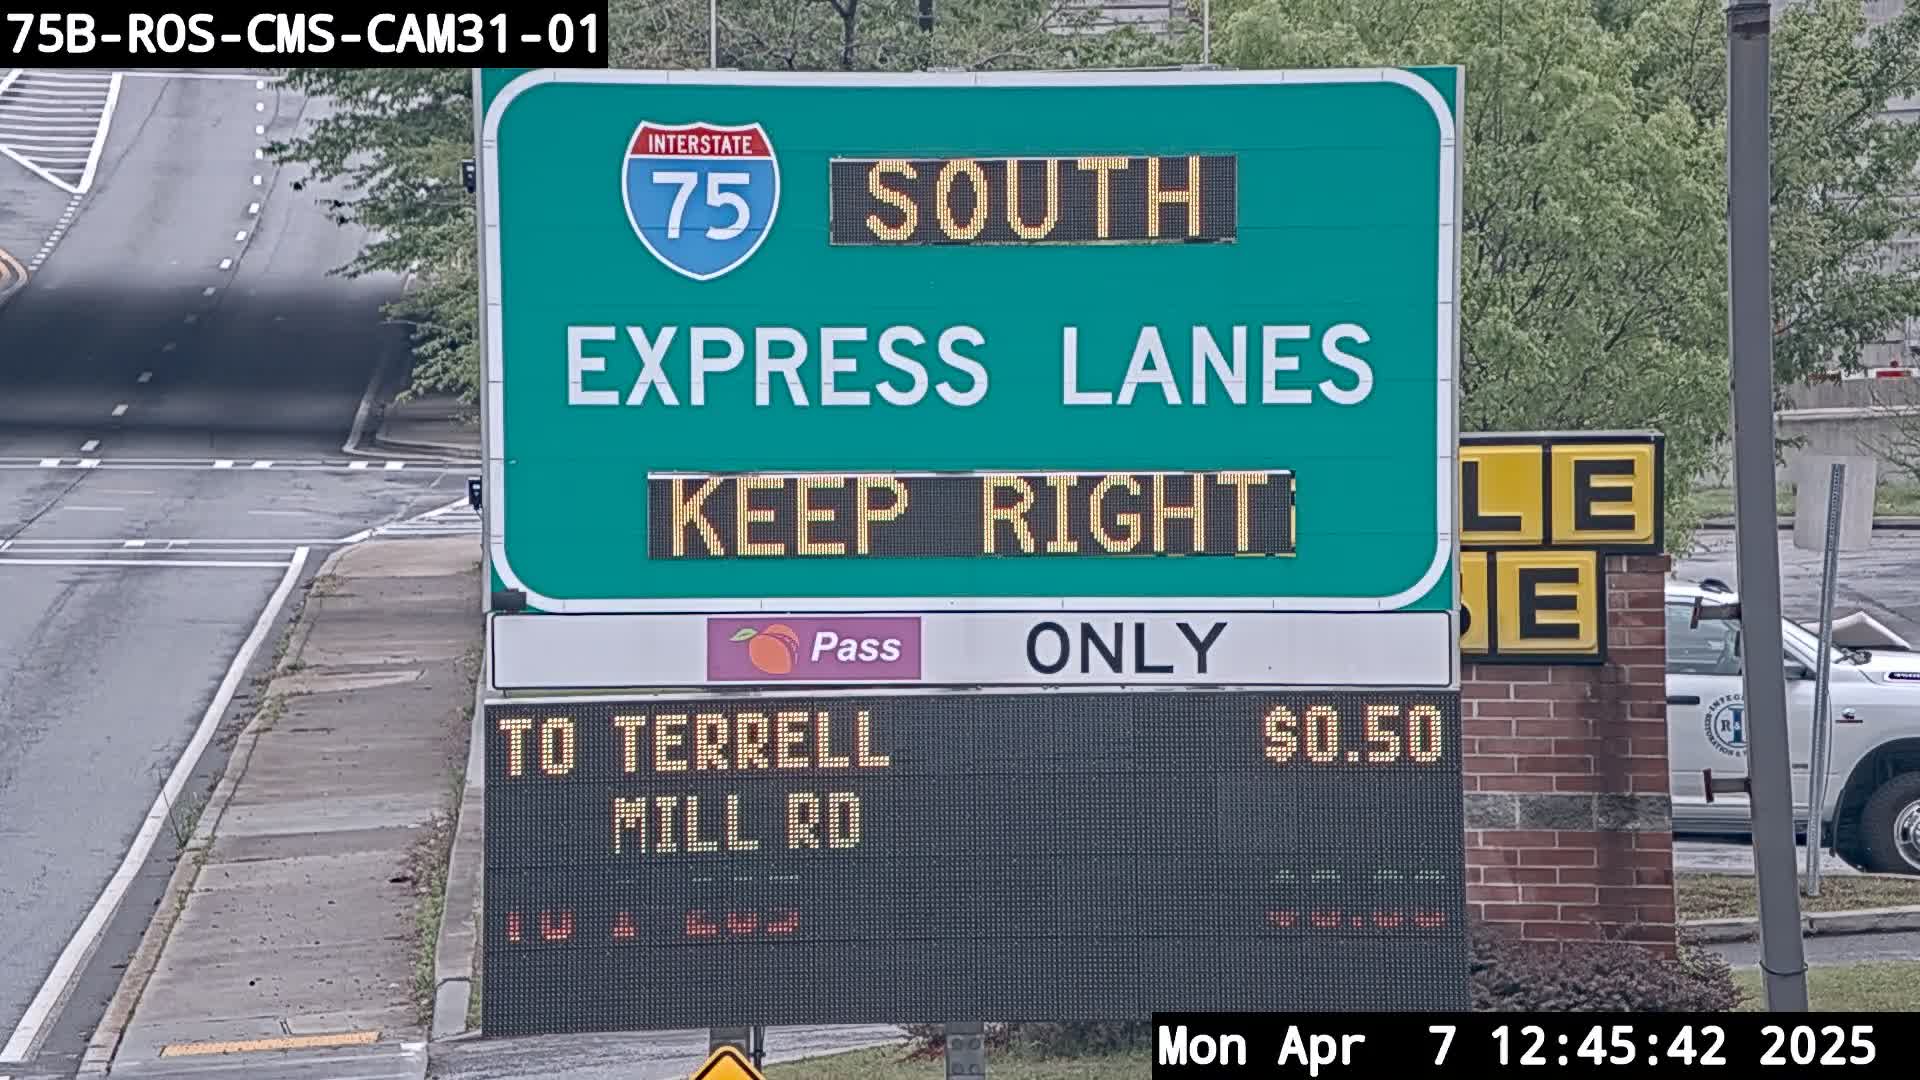 75B-ROS-CMS-CAM31-01
INTERSTATE
75
SOUTH
EXPRESS LANES
KEEP RIGHT
Pass ONLY
TO TERRELL $0.50
MILL RD
LE
E
Mon Apr 7 12:45:42 2025